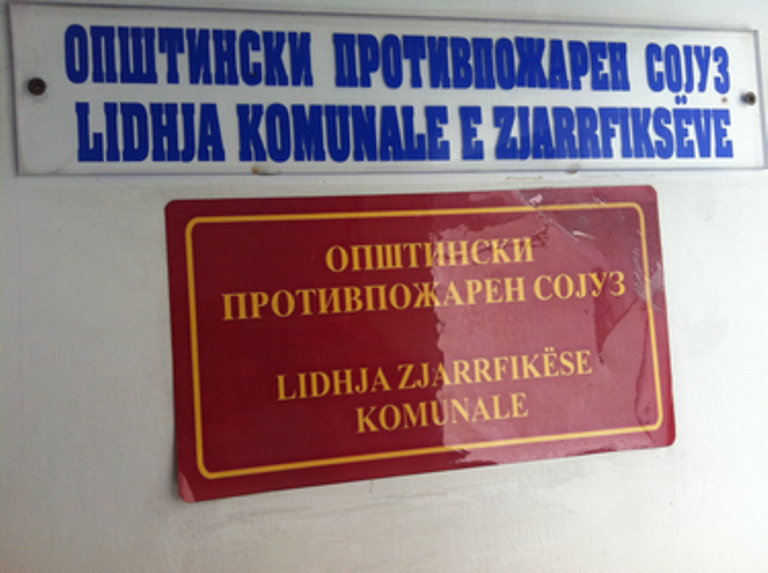 ОПШТИНСКИ ПРОТИВПОЖАРЕН СОЈУЗ
LIDHJA KOMUNALE E ZJARRFIKSËVE
ОПШТИНСКИ
ПРОТИВПОЖАРЕН СОЈУЗ
LIDHJA ZJARRFIKËSE
KOMUNALE